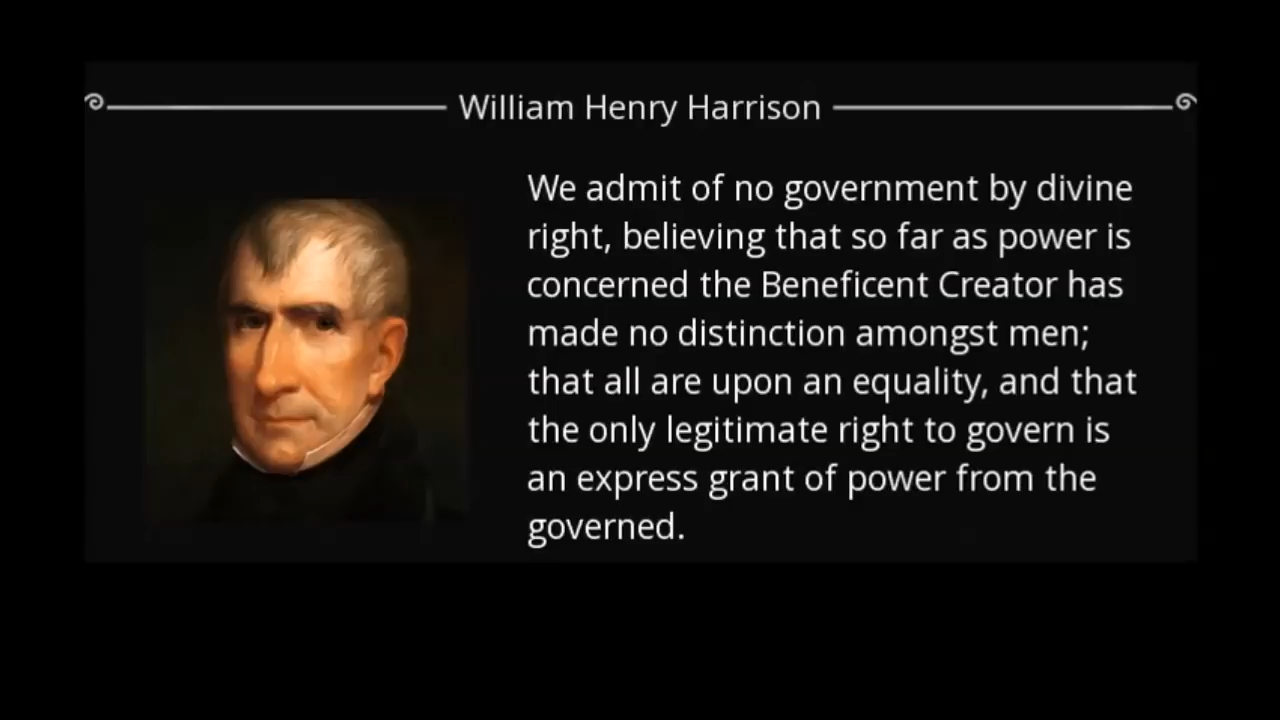 William Henry Harrison
We admit of no government by divine
right, believing that so far as power is
concerned the Beneficent Creator has
made no distinction amongst men;
that all are upon an equality, and that
the only legitimate right to govern is
an express grant of power from the
governed.